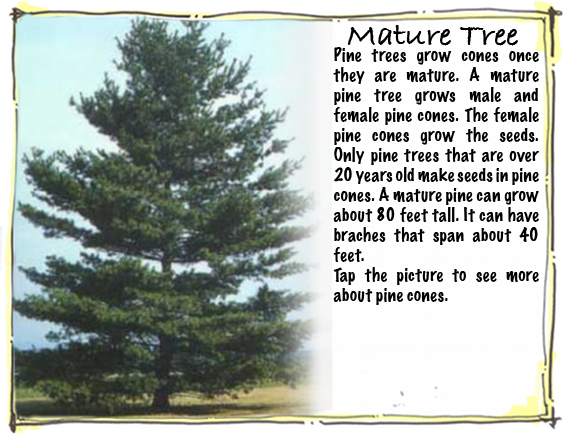 Mature Tree
Pine trees grow cones once
they are mature. A mature
pine tree grows male and
female pine cones. The female
pine cones grow the seeds.
Only pine trees that are over
20 years old make seeds in pine
cones. A mature pine can grow
about 80 feet tall. It can have
braches that span about 40
feet.
Tap the picture to see more
about pine cones.